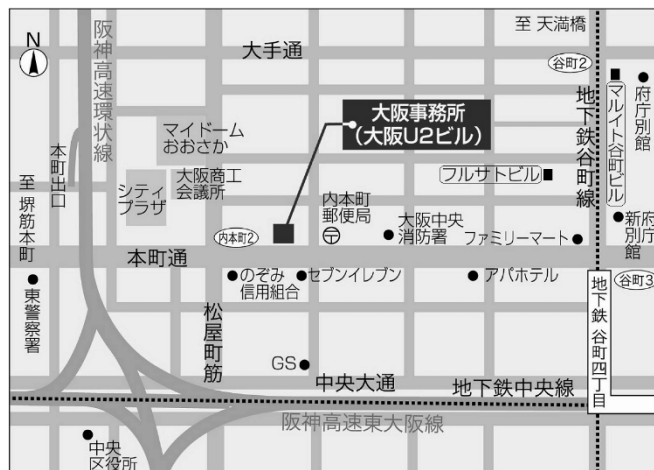 至 天満橋
N
大手通
谷町2
阪神高速環状線
マルイト谷町ビル
府庁別館
地下鉄谷町線
大阪事務所
(大阪U2ビル)
マイドーム
おおさか
本町出口
大阪商工
会議所
フルサトビル
シティ
プラザ
至 堺筋本町
内本町
郵便局
大阪中央
消防署
新別館
府庁
内本町2
ファミリーマート
本町通
谷町3
東警察署
のぞみ
信用組合
セブンイレブン
アパホテル
松屋町筋
地下鉄 谷町四丁目
GS
中央大通
地下鉄中央線
阪神高速東大阪線
中央
区役所